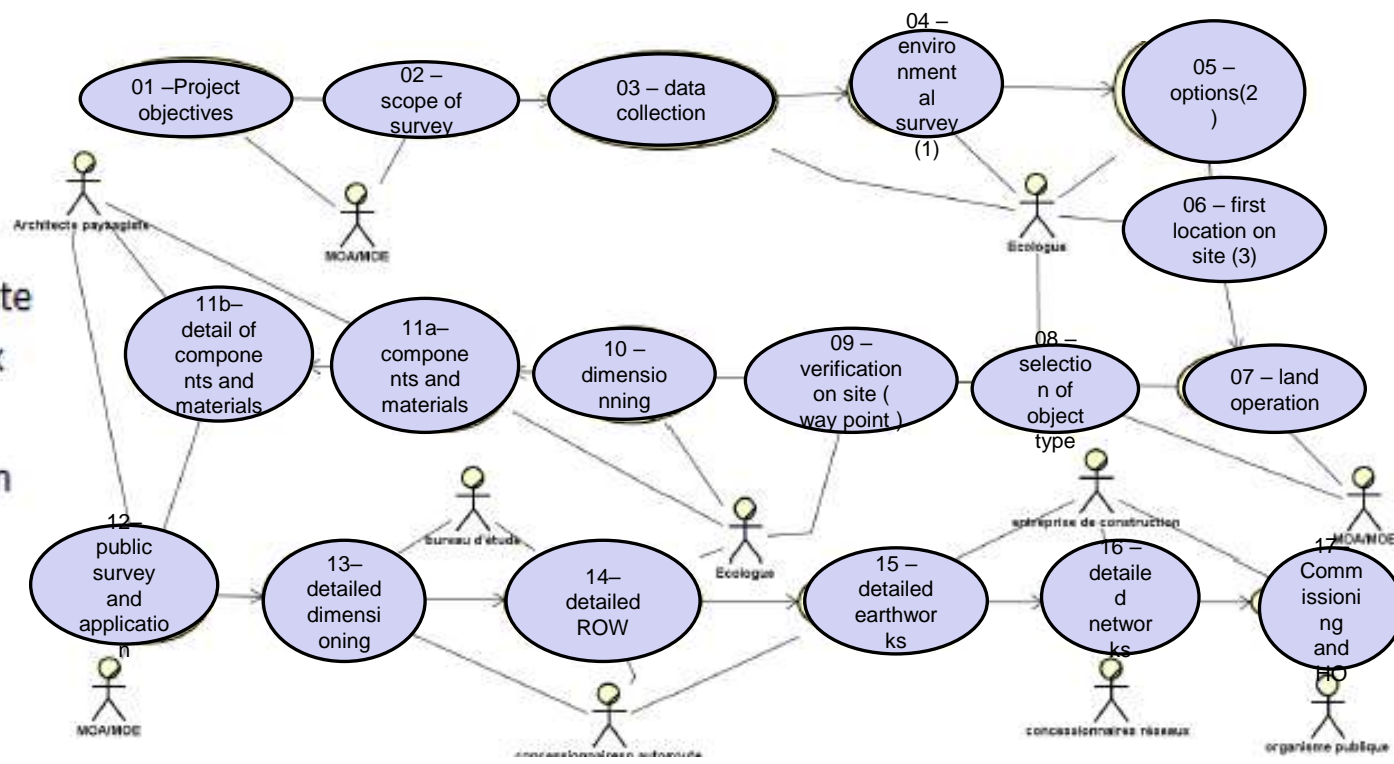 01 –Project
objectives
02 –
scope of
survey
03 – data
collection
04 –
enviro
nment
al
survey
(1)
05 –
options(2
)
Architecte paysagiste
MOA/MOE
Ecologue
06 – first
location on
site (3)
te
x
n
11b–
detail of
compone
nts and
materials
11a–
compone
nts and
materials
10 –
dimensio
nning
09 –
verification
on site (
way point )
08 –
selectio
n of
object
type
07 – land
operation
bureau d'étude
Ecologue
entreprise de construction
MOA/MOE
12–
public
survey
and
applicatio
n
13–
detailed
dimensi
oning
14–
detailed
ROW
15 –
detailed
earthwor
ks
16 –
detaile
d
networ
ks
17–
Comm
issioni
ng
and
HO
MOA/MOE
concessionnaires autoroute
concessionnaires réseaux
organisme publique